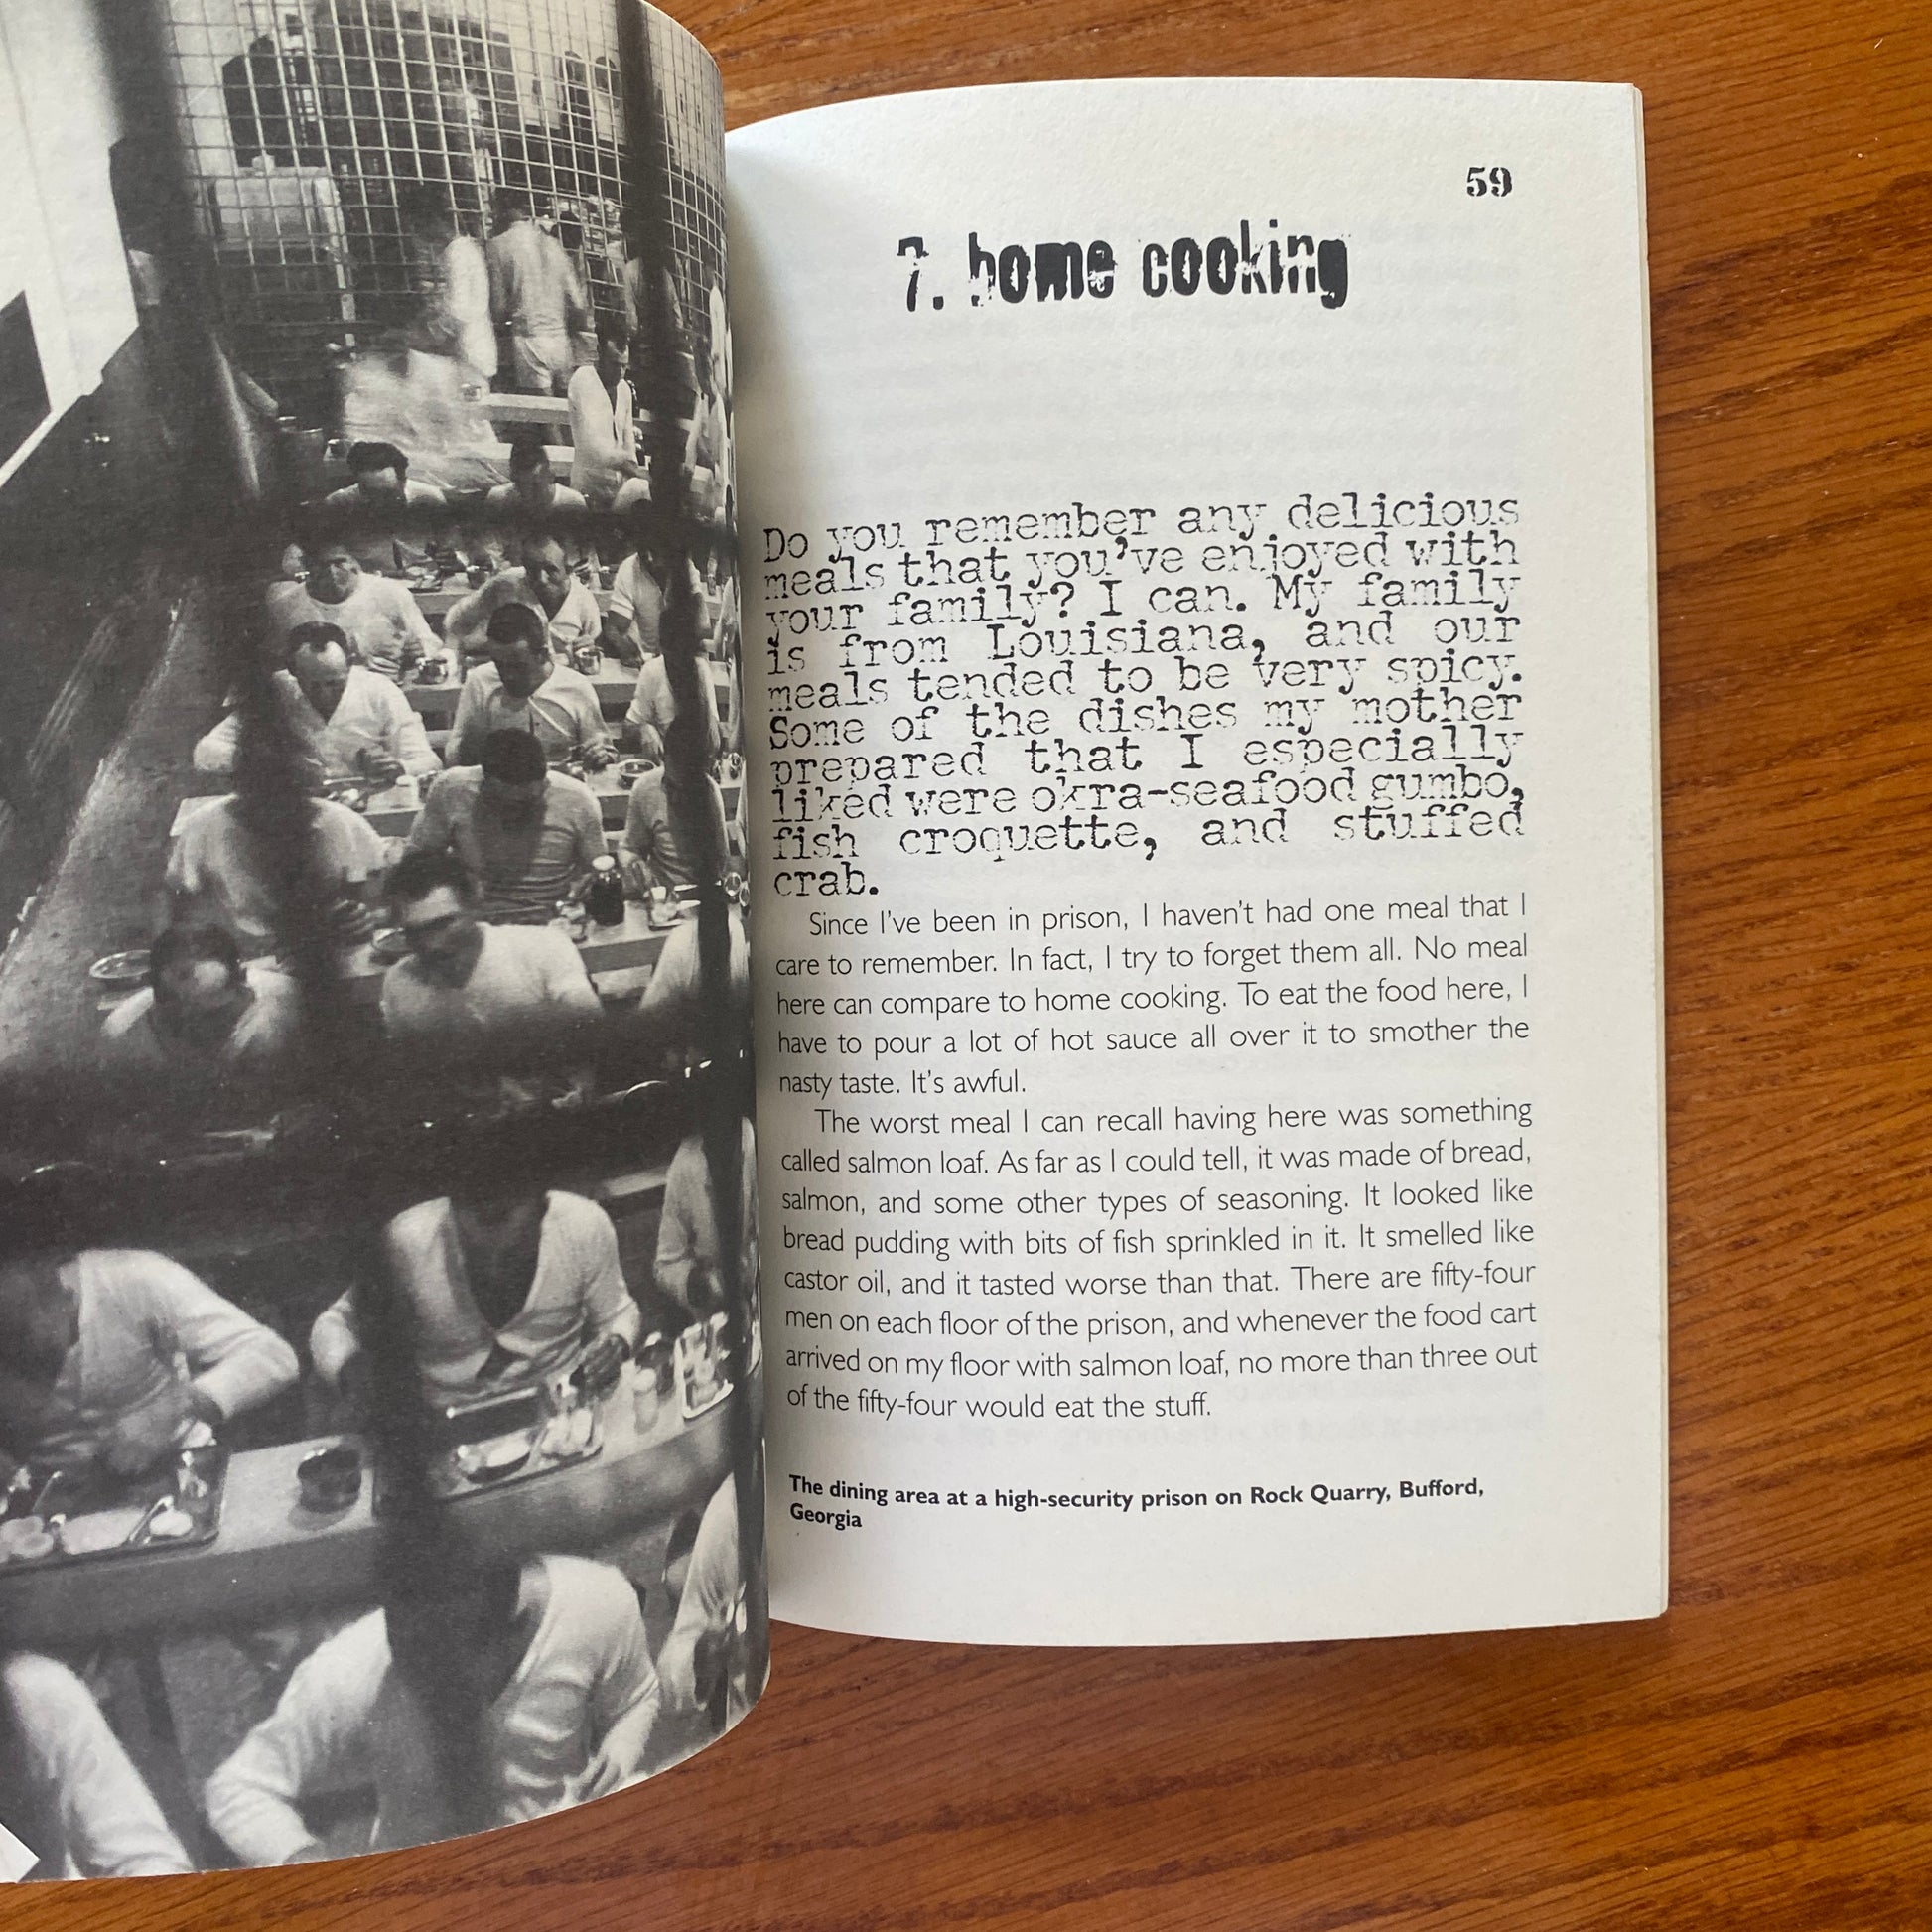 59
7. home cooking
Do you remember any delicious
meals that you've enjoyed with
your family? I can. My family
is from Louisiana, and our
meals tended to be very spicy.
Some of the dishes my mother
prepared that I especially
liked were okra-seafood gumbo,
fish croquette, and stuffed
crab.
Since I've been in prison, I haven't had one meal that I
care to remember. In fact, I try to forget them all. No meal
here can compare to home cooking. To eat the food here, I
have to pour a lot of hot sauce all over it to smother the
nasty taste. It's awful.
The worst meal I can recall having here was something
called salmon loaf. As far as I could tell, it was made of bread,
salmon, and some other types of seasoning. It looked like
bread pudding with bits of fish sprinkled in it. It smelled like
castor oil, and it tasted worse than that. There are fifty-four
men on each floor of the prison, and whenever the food cart
arrived on my floor with salmon loaf, no more than three out
of the fifty-four would eat the stuff.
The dining area at a high-security prison on Rock Quarry, Bufford,
Georgia